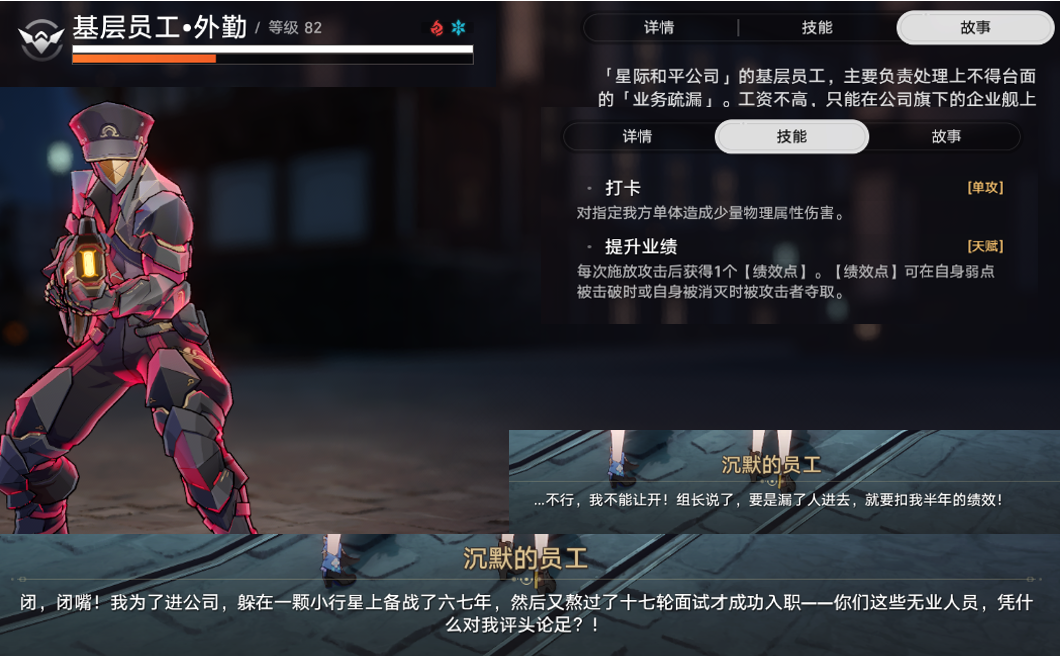 基层员工•外勤 / 等级 82
详情 技能 故事
「星际和平公司」的基层员工，主要负责处理上不得台面
的「业务疏漏」。工资不高，只能在公司旗下的企业舰上
详情 技能 故事
打卡 [单攻]
对指定我方单体造成少量物理属性伤害。
提升业绩 [天赋]
每次施放攻击后获得1个【绩效点】。【绩效点】可在自身弱点
被击破时或自身被消灭时被攻击者夺取。
沉默的员工
...不行，我不能让开！组长说了，要是漏了人进去，就要扣我半年的绩效！
沉默的员工
闭，闭嘴！我为了进公司，躲在一颗小行星上备战了六七年，然后又熬过了十七轮面试才成功入职——你们这些无业人员，凭什
么对我评头论足？！